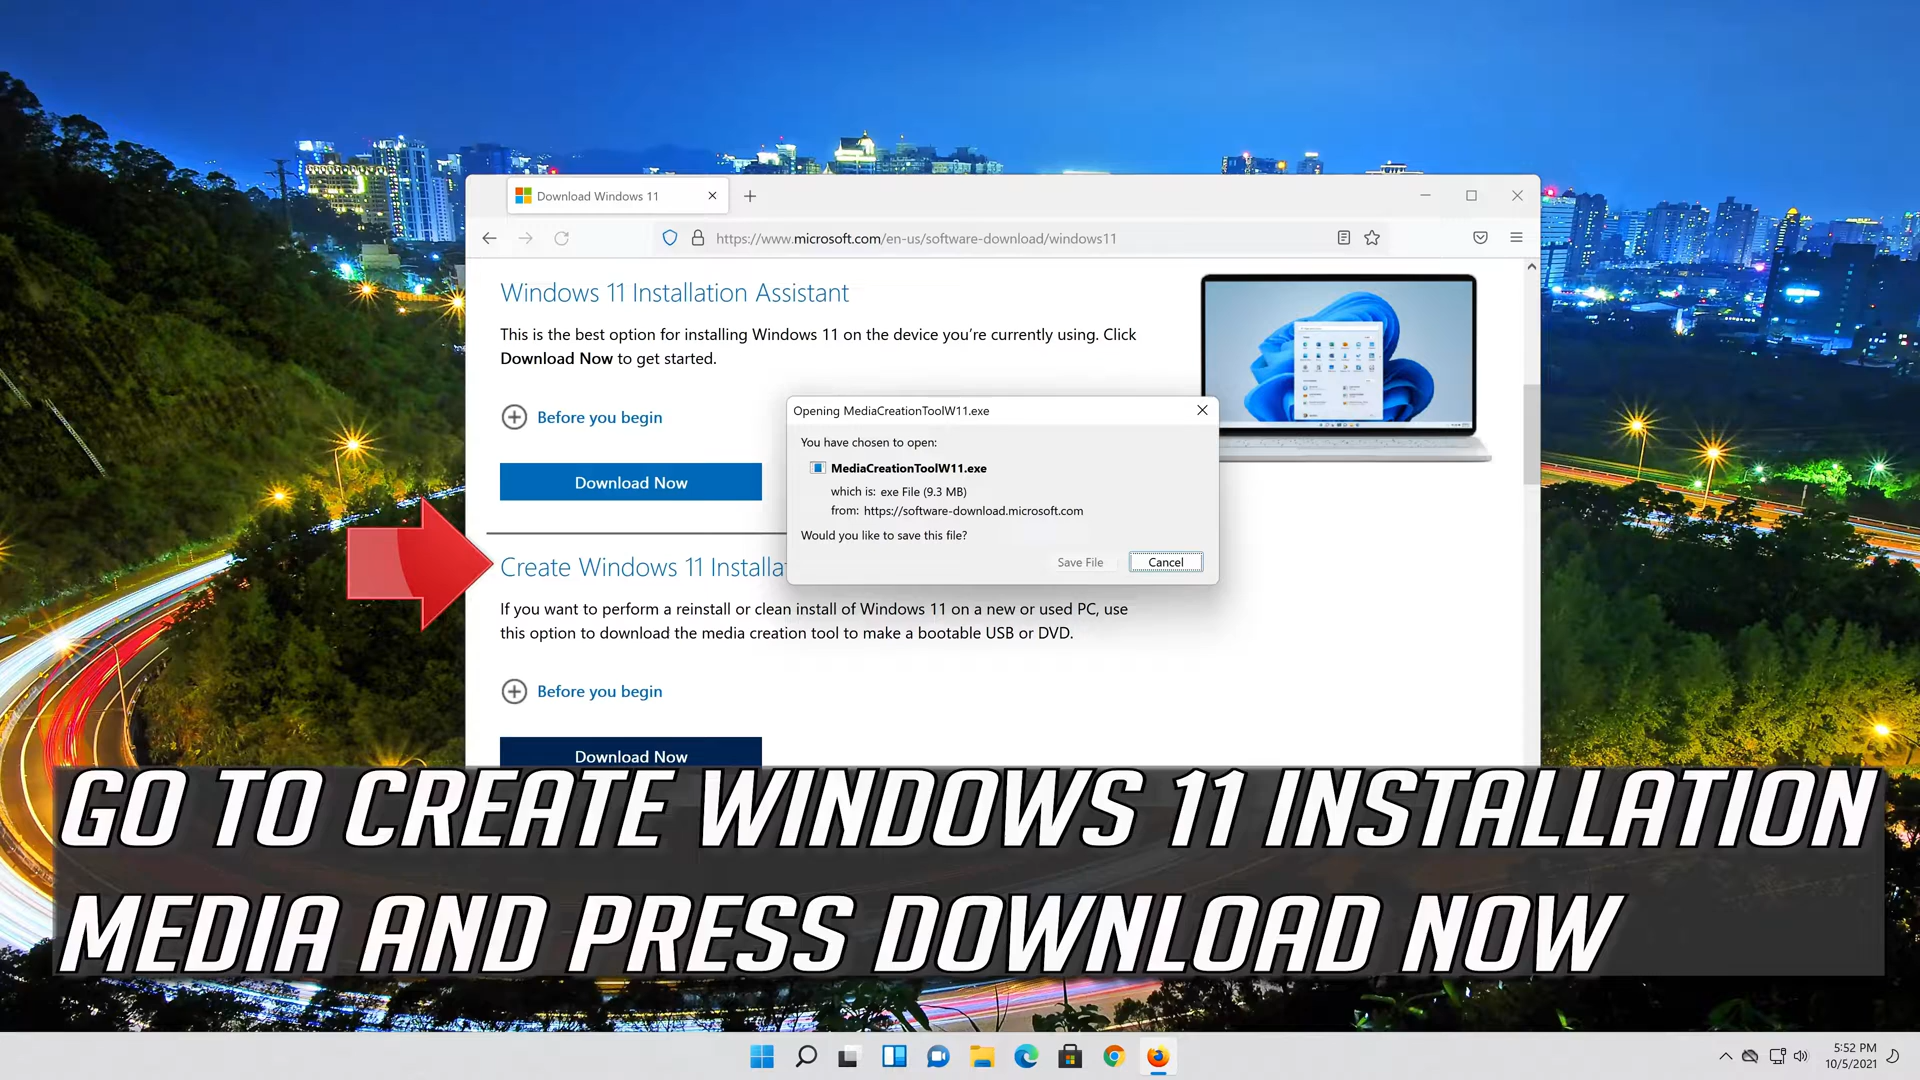 Download Windows 11
https://www.microsoft.com/en-us/software-download/windows11
Windows 11 Installation Assistant
This is the best option for installing Windows 11 on the device you're currently using. Click
Download Now to get started.
Before you begin
Download Now
Opening MediaCreationToolW11.exe
You have chosen to open:
MediaCreationToolW11.exe
which is: exe File (9.3 MB)
from: https://software-download.microsoft.com
Would you like to save this file?
Save File
Cancel
Create Windows 11 Installa
If you want to perform a reinstall or clean install of Windows 11 on a new or used PC, use
this option to download the media creation tool to make a bootable USB or DVD.
Before you begin
Download Now
GO TO CREATE WINDOWS 11 INSTALLATION
MEDIA AND PRESS DOWNLOAD NOW
5:52 PM
10/5/2021